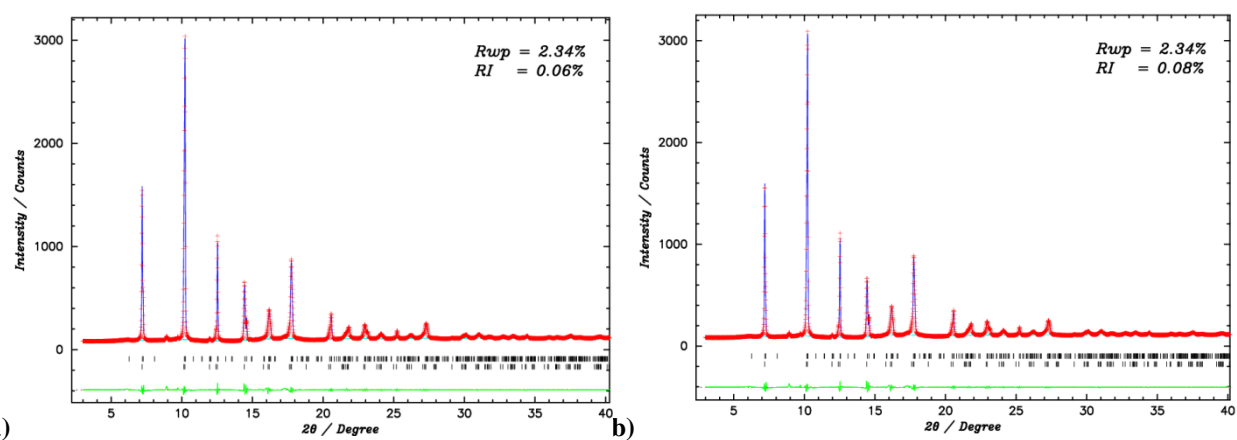 Rwp = 2.34%
RI = 0.06%
3000
2000
1000
0
Intensity / Counts
5 10 15 20 25 30 35 40
2θ / Degree
)
Rwp = 2.34%
RI = 0.08%
3000
2000
1000
0
Intensity / Counts
5 10 15 20 25 30 35 40
2θ / Degree
b)